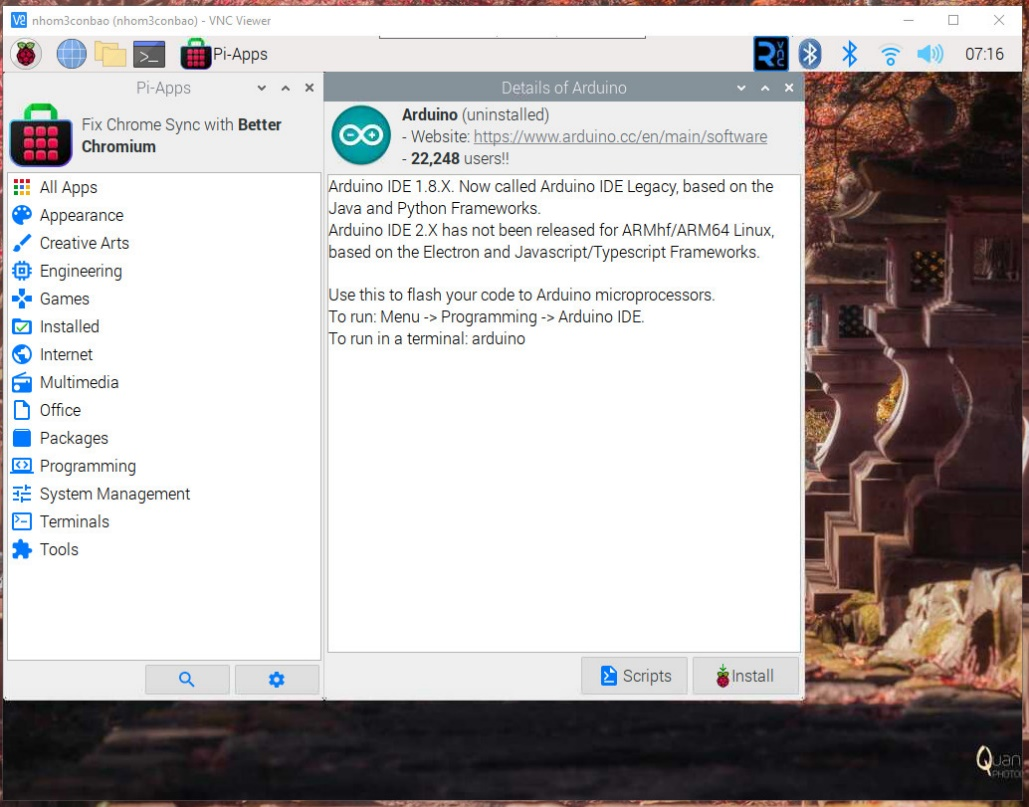 nhom3conbao (nhom3conbao) - VNC Viewer
Pi-Apps
07:16
Pi-Apps
Fix Chrome Sync with Better
Chromium
All Apps
Appearance
Creative Arts
Engineering
Games
Installed
Internet
Multimedia
Office
Packages
Programming
System Management
Terminals
Tools
Details of Arduino
Arduino (uninstalled)
- Website: https://www.arduino.cc/en/main/software
- 22,248 users!!
Arduino IDE 1.8.X. Now called Arduino IDE Legacy, based on the
Java and Python Frameworks.
Arduino IDE 2.X has not been released for ARMhf/ARM64 Linux,
based on the Electron and Javascript/Typescript Frameworks.
Use this to flash your code to Arduino microprocessors.
To run: Menu -> Programming -> Arduino IDE.
To run in a terminal: arduino
Scripts
Install
Quan
PHOTO